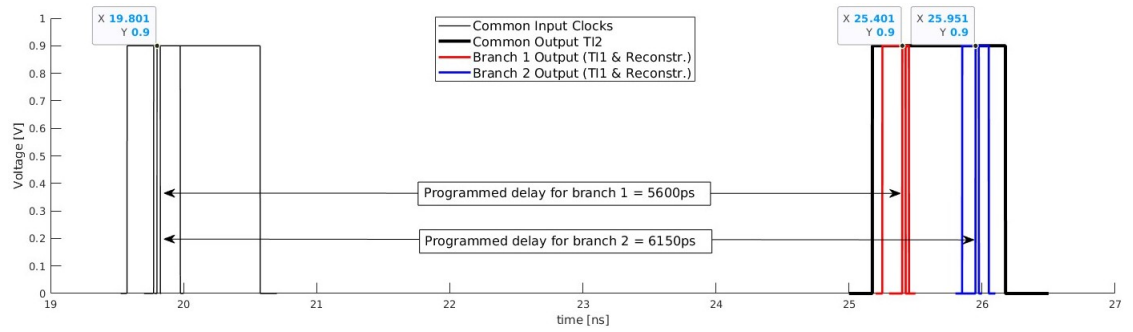 X 19.801
Y 0.9
X 25.401
Y 0.9
X 25.951
Y 0.9
Common Input Clocks
Common Output TI2
Branch 1 Output (TI1 & Reconstr.)
Branch 2 Output (TI1 & Reconstr.)
1
0.9
0.8
0.7
0.6
0.5
0.4
0.3
0.2
0.1
0
Voltage [V]
Programmed delay for branch 1 = 5600ps
Programmed delay for branch 2 = 6150ps
19
20
21
22
23
24
25
26
27
time [ns]